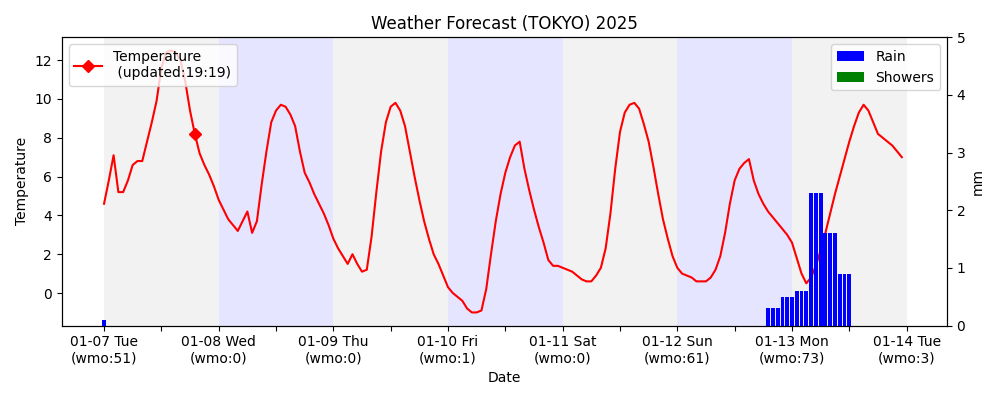 Weather Forecast (TOKYO) 2025
Temperature
(updated:19:19)
Rain
Showers
12
10
8
6
4
2
0
Temperature
5
4
3
2
1
0
mm
01-07 Tue 01-08 Wed 01-09 Thu 01-10 Fri 01-11 Sat 01-12 Sun 01-13 Mon 01-14 Tue
(wmo:51) (wmo:0) (wmo:0) (wmo:1) (wmo:0) (wmo:61) (wmo:73) (wmo:3)
Date